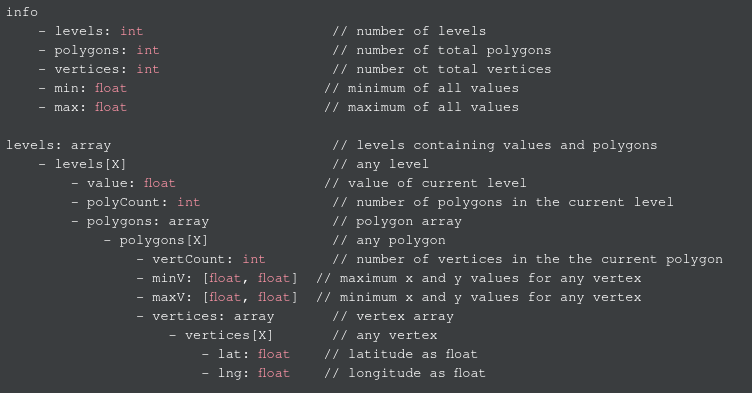 info
    - levels: int                       // number of levels
    - polygons: int                     // number of total polygons
    - vertices: int                     // number ot total vertices
    - min: float                        // minimum of all values
    - max: float                        // maximum of all values

levels: array                           // levels containing values and polygons
    - levels[X]                         // any level
        - value: float                  // value of current level
        - polyCount: int                // number of polygons in the current level
        - polygons: array               // polygon array
            - polygons[X]               // any polygon
                - vertCount: int        // number of vertices in the the current polygon
                - minV: [float, float]  // maximum x and y values for any vertex
                - maxV: [float, float]  // minimum x and y values for any vertex
                - vertices: array       // vertex array
                    - vertices[X]       // any vertex
                        - lat: float    // latitude as float
                        - lng: float    // longitude as float